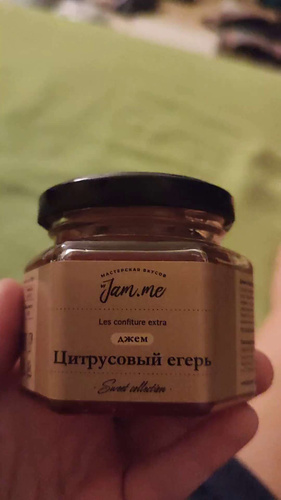 МАСТЕРСКАЯ ВКУСОВ
Jam.me
Les confiture extra
джем
Цитрусовый егерь
Sweet collection